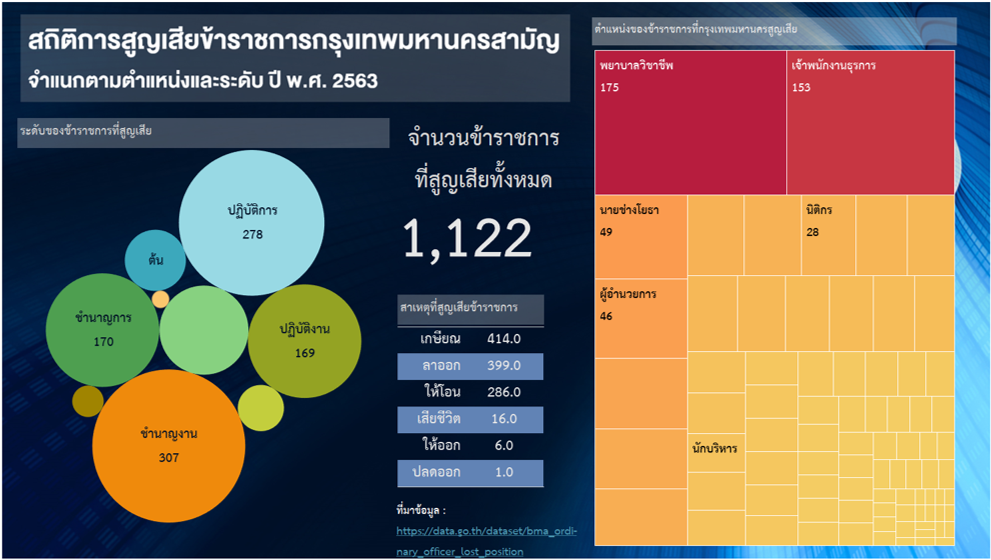 สถิติการสูญเสียข้าราชการกรุงเทพมหานครสามัญ
จำแนกตามตำแหน่งและระดับ ปี พ.ศ. 2563
ระดับของข้าราชการที่สูญเสีย
ปฏิบัติการ
278
ต้น
ชำนาญการ
170
ปฏิบัติงาน
169
ชำนาญงาน
307
จำนวนข้าราชการ
ที่สูญเสียทั้งหมด
1,122
สาเหตุที่สูญเสียข้าราชการ
เกษียณ 414.0
ลาออก 399.0
ให้โอน 286.0
เสียชีวิต 16.0
ให้ออก 6.0
ปลดออก 1.0
ที่มาข้อมูล :
https://data.go.th/dataset/bma_ordi-
nary_officer_lost_position
ตำแหน่งของข้าราชการที่กรุงเทพมหานครสูญเสีย
พยาบาลวิชาชีพ
175
เจ้าพนักงานธุรการ
153
นายช่างโยธา
49
นิติกร
28
ผู้อำนวยการ
46
นักบริหาร